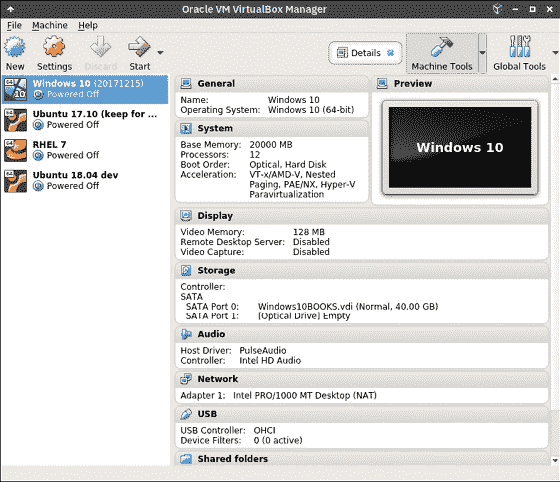 Oracle VM VirtualBox Manager
File Machine Help
New Settings Discard Start
Details
Machine Tools Global Tools
64 10 Windows 10 (20171215)
Powered Off
64 Ubuntu 17.10 (keep for ...
Powered Off
64 RHEL 7
Powered Off
64 Ubuntu 18.04 dev
Powered Off
General
Name: Windows 10
Operating System: Windows 10 (64-bit)
System
Base Memory: 20000 MB
Processors: 12
Boot Order: Optical, Hard Disk
Acceleration: VT-x/AMD-V, Nested
Paging, PAE/NX, Hyper-V
Paravirtualization
Preview
Windows 10
Display
Video Memory: 128 MB
Remote Desktop Server: Disabled
Video Capture: Disabled
Storage
Controller:
SATA
SATA Port 0: Windows10BOOKS.vdi (Normal, 40.00 GB)
SATA Port 1: [Optical Drive] Empty
Audio
Host Driver: PulseAudio
Controller: Intel HD Audio
Network
Adapter 1: Intel PRO/1000 MT Desktop (NAT)
USB
USB Controller: OHCI
Device Filters: 0 (0 active)
Shared folders